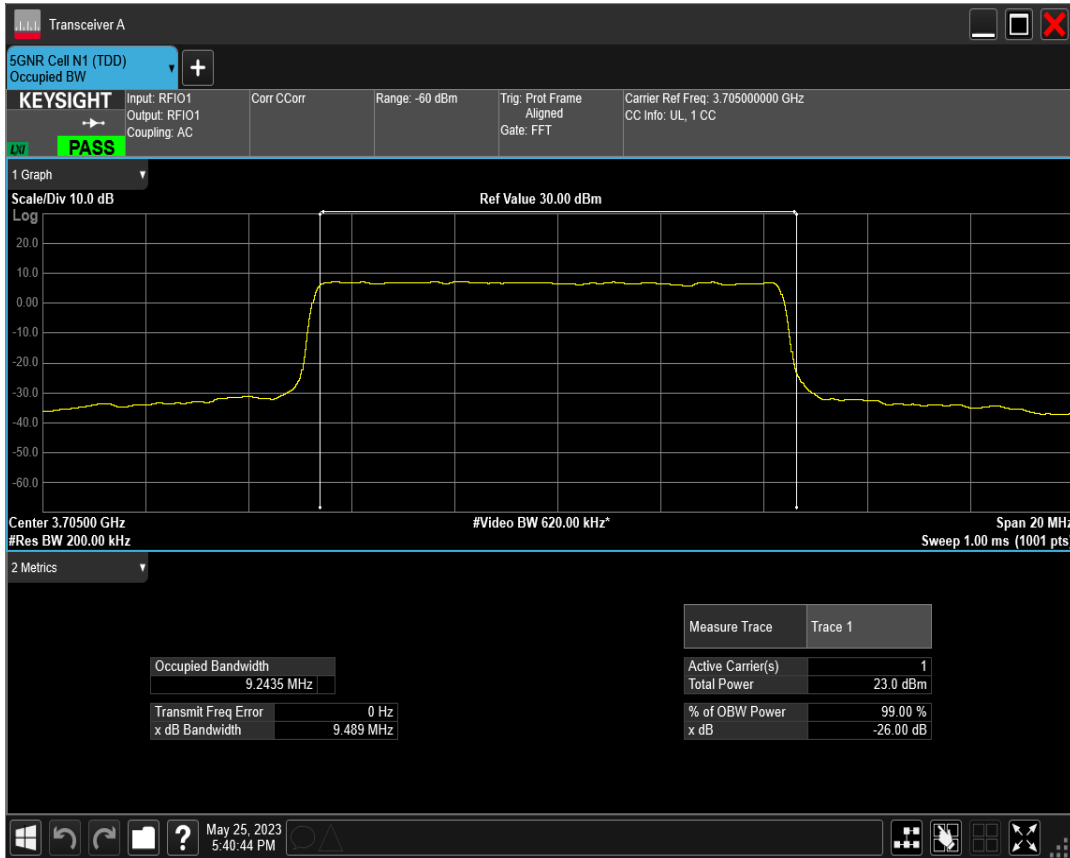 Transceiver A
5GNR Cell N1 (TDD)
Occupied BW
+
KEYSIGHT
LXI
PASS
Input: RFIO1
Output: RFIO1
Coupling: AC
Corr CCorr
Range: -60 dBm
Trig: Prot Frame
Aligned
Gate: FFT
Carrier Ref Freq: 3.705000000 GHz
CC Info: UL, 1 CC
1 Graph
Scale/Div 10.0 dB
Ref Value 30.00 dBm
Log
20.0
10.0
0.00
-10.0
-20.0
-30.0
-40.0
-50.0
-60.0
Center 3.70500 GHz
#Video BW 620.00 kHz*
Span 20 MHz
#Res BW 200.00 kHz
Sweep 1.00 ms (1001 pts)
2 Metrics
Measure Trace Trace 1
Occupied Bandwidth
9.2435 MHz
Active Carrier(s) 1
Total Power 23.0 dBm
Transmit Freq Error 0 Hz
x dB Bandwidth 9.489 MHz
% of OBW Power 99.00 %
x dB -26.00 dB
?
May 25, 2023
5:40:44 PM